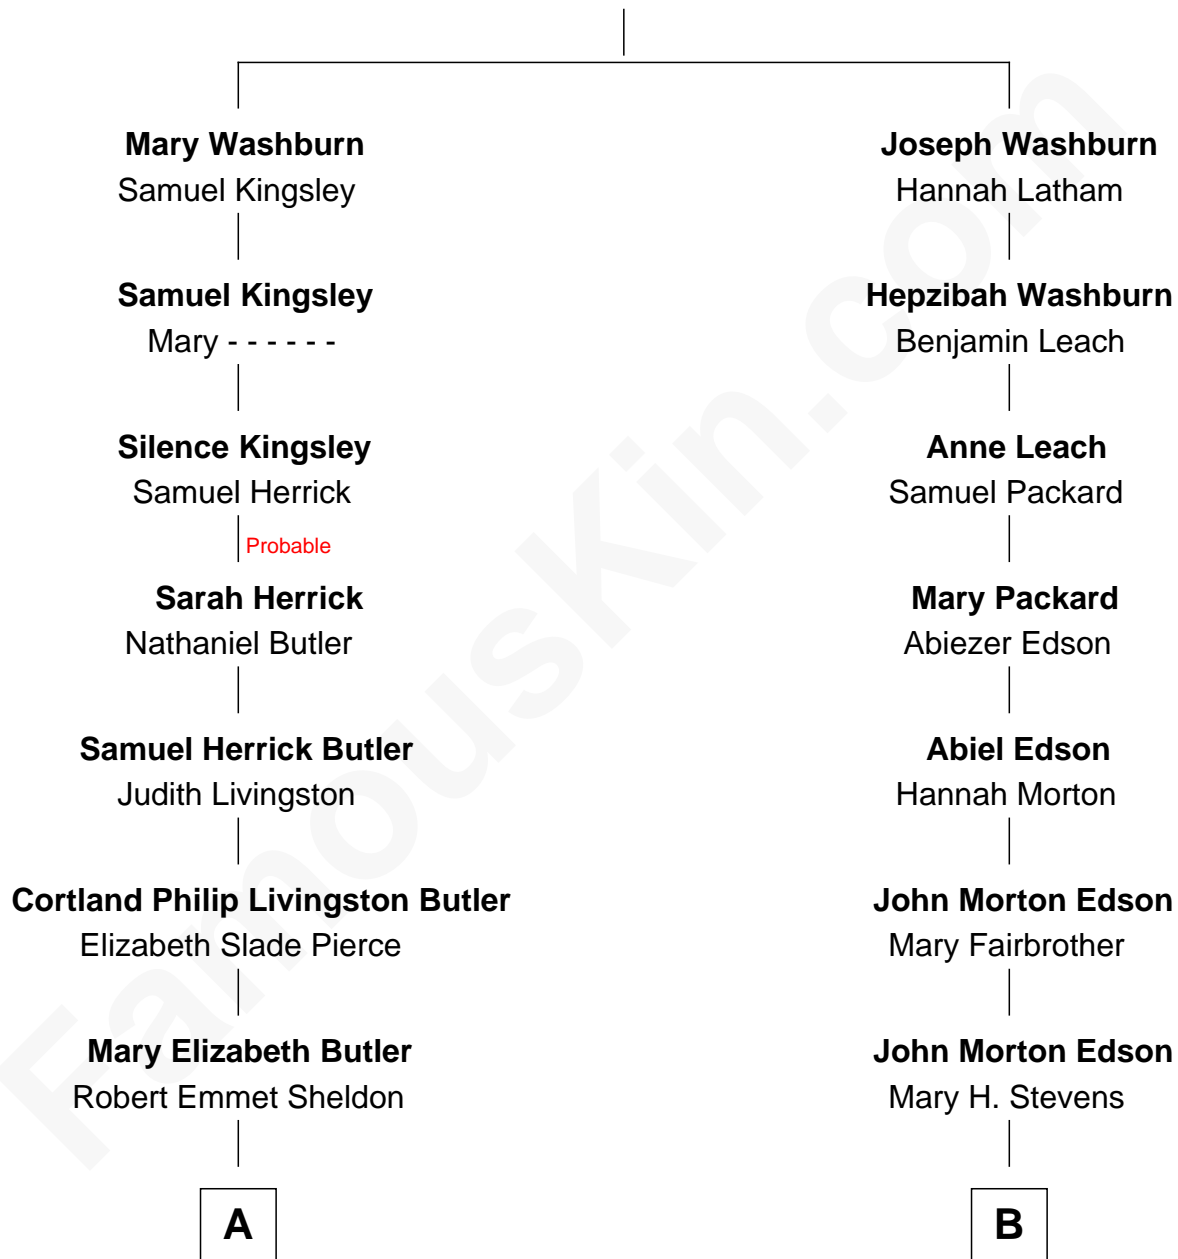 Mary Washburn
Samuel Kingsley
Joseph Washburn
Hannah Latham
Samuel Kingsley
Mary - - - - - -
Hepzibah Washburn
Benjamin Leach
Silence Kingsley
Samuel Herrick
Anne Leach
Samuel Packard
Probable
Sarah Herrick
Nathaniel Butler
Mary Packard
Abiezer Edson
Samuel Herrick Butler
Judith Livingston
Abiel Edson
Hannah Morton
Cortland Philip Livingston Butler
Elizabeth Slade Pierce
John Morton Edson
Mary Fairbrother
Mary Elizabeth Butler
Robert Emmet Sheldon
John Morton Edson
Mary H. Stevens
A
B
FamousKin.com